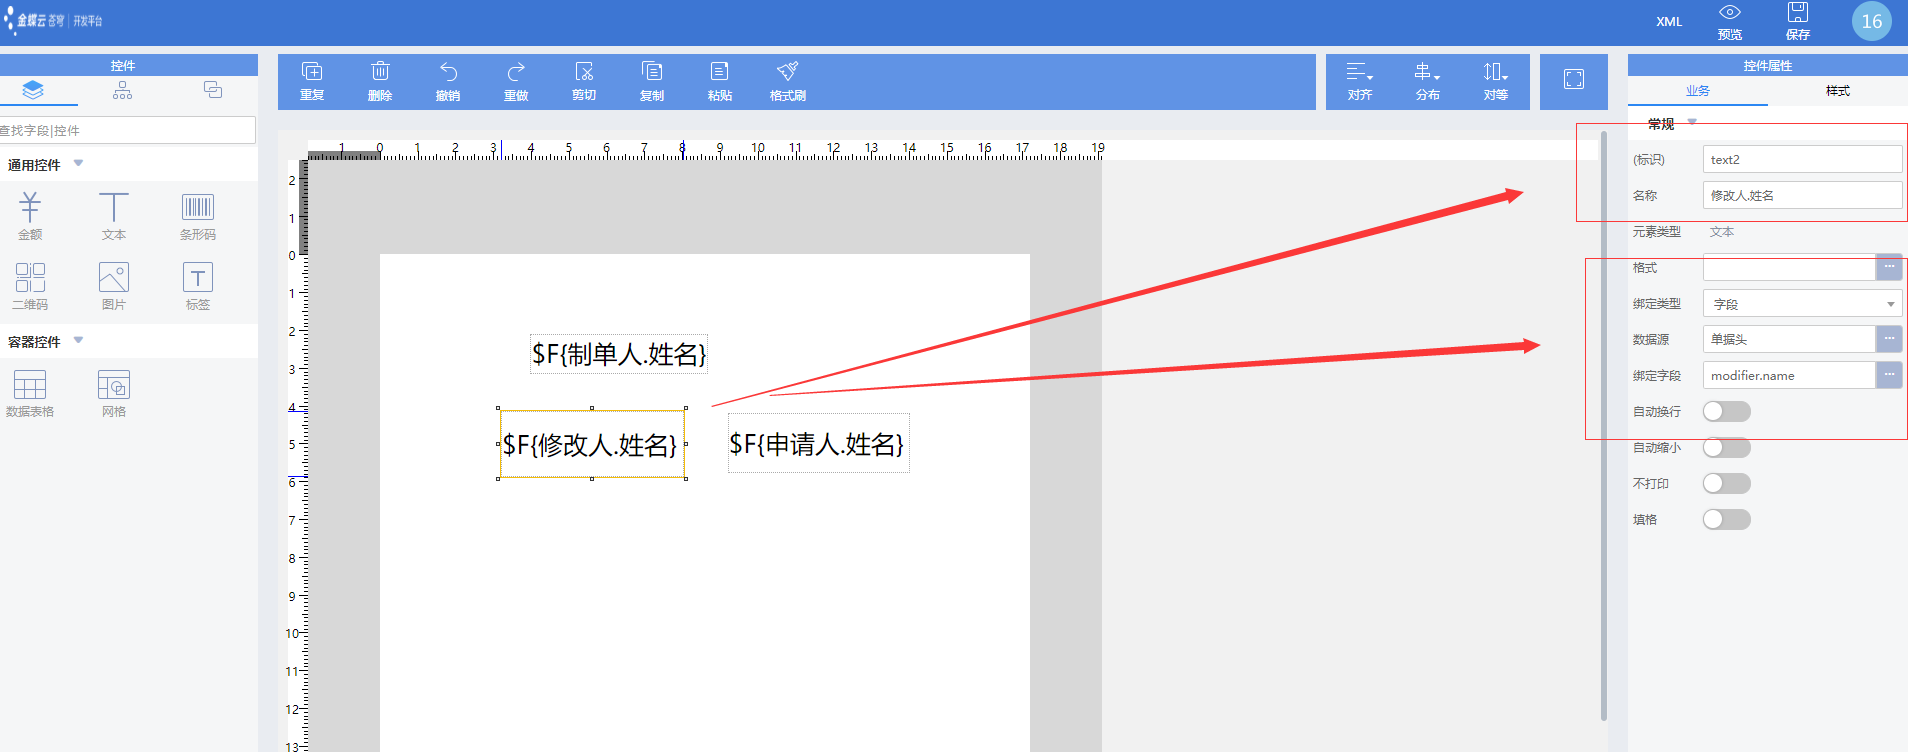 金蝶云 苍穹 | 开发平台
XML
预览
保存
16
控件
查找字段|控件
通用控件
金额
文本
条形码
二维码
图片
标签
容器控件
数据表格
网格
重复
删除
撤销
重做
剪切
复制
粘贴
格式刷
对齐
分布
对等
1 0 1 2 3 4 5 6 7 8 9 10 11 12 13 14 15 16 17 18 19
2
1
0
1
2
3
4
5
6
7
8
9
10
11
12
13
$F{制单人.姓名}
$F{修改人.姓名}
$F{申请人.姓名}
控件属性
业务
样式
常规
(标识)
text2
名称
修改人.姓名
元素类型
文本
格式
...
绑定类型
字段
数据源
单据头
...
绑定字段
modifier.name
...
自动换行
自动缩小
不打印
填格